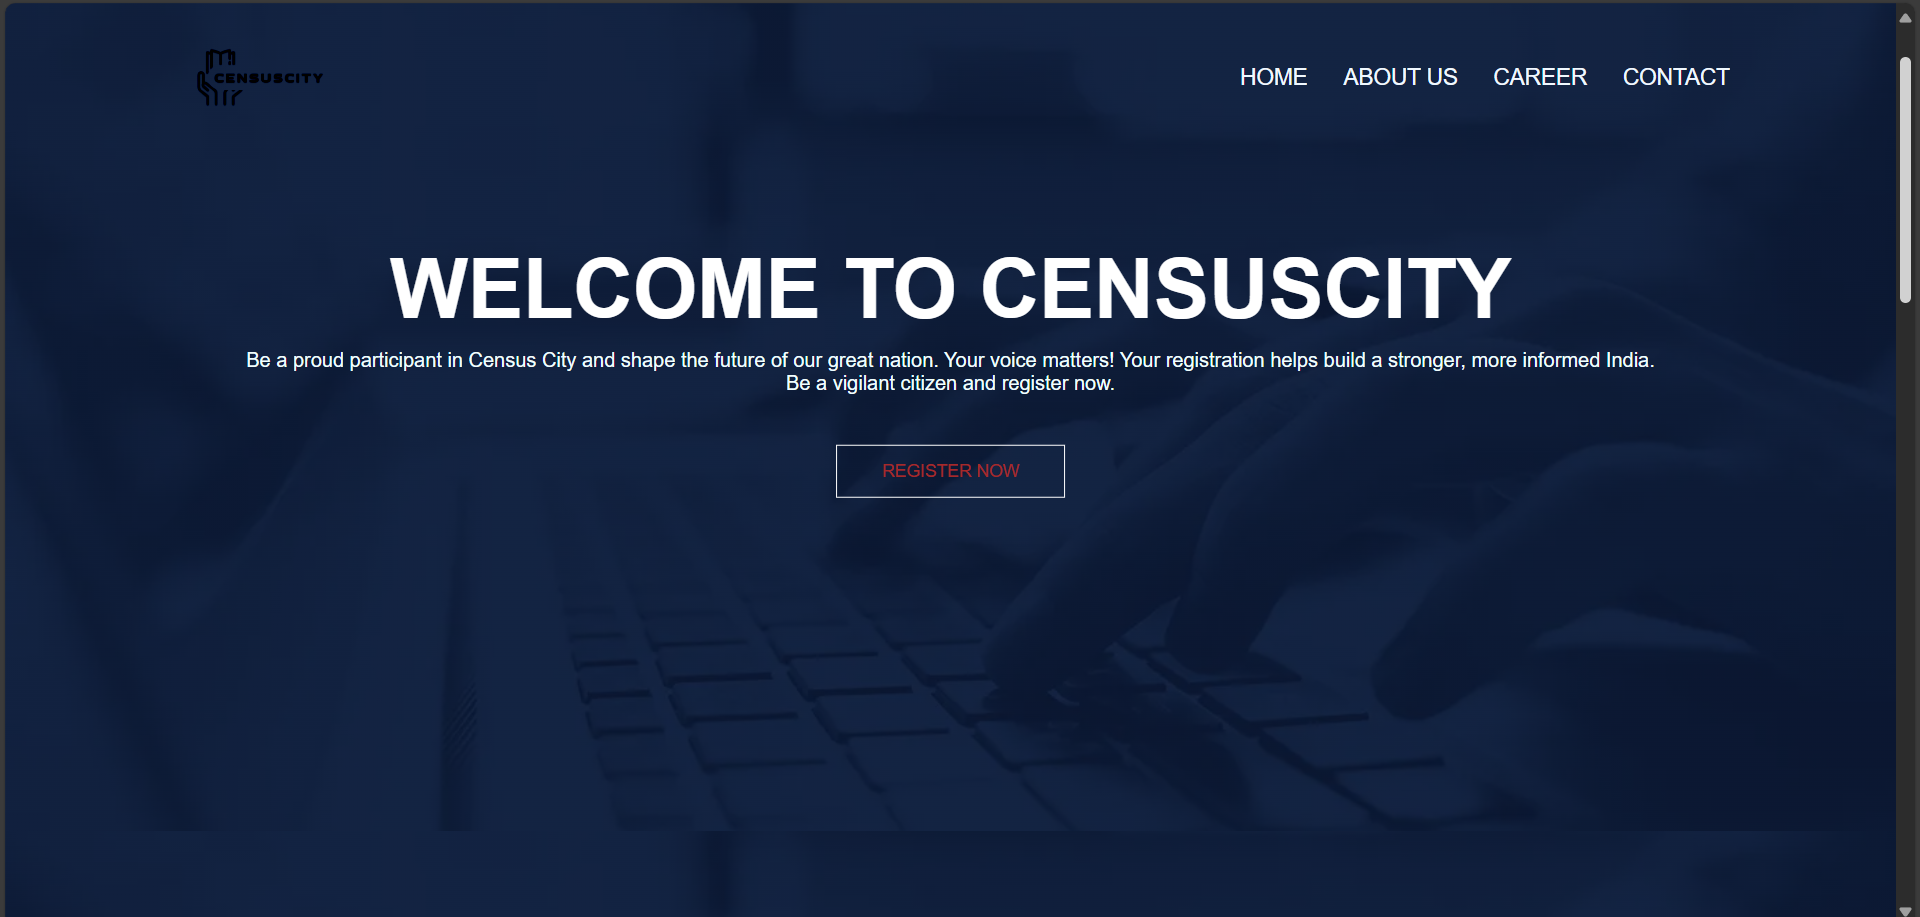 CENSUSCITY
HOME ABOUT US CAREER CONTACT
WELCOME TO CENSUSCITY
Be a proud participant in Census City and shape the future of our great nation. Your voice matters! Your registration helps build a stronger, more informed India.
Be a vigilant citizen and register now.
REGISTER NOW